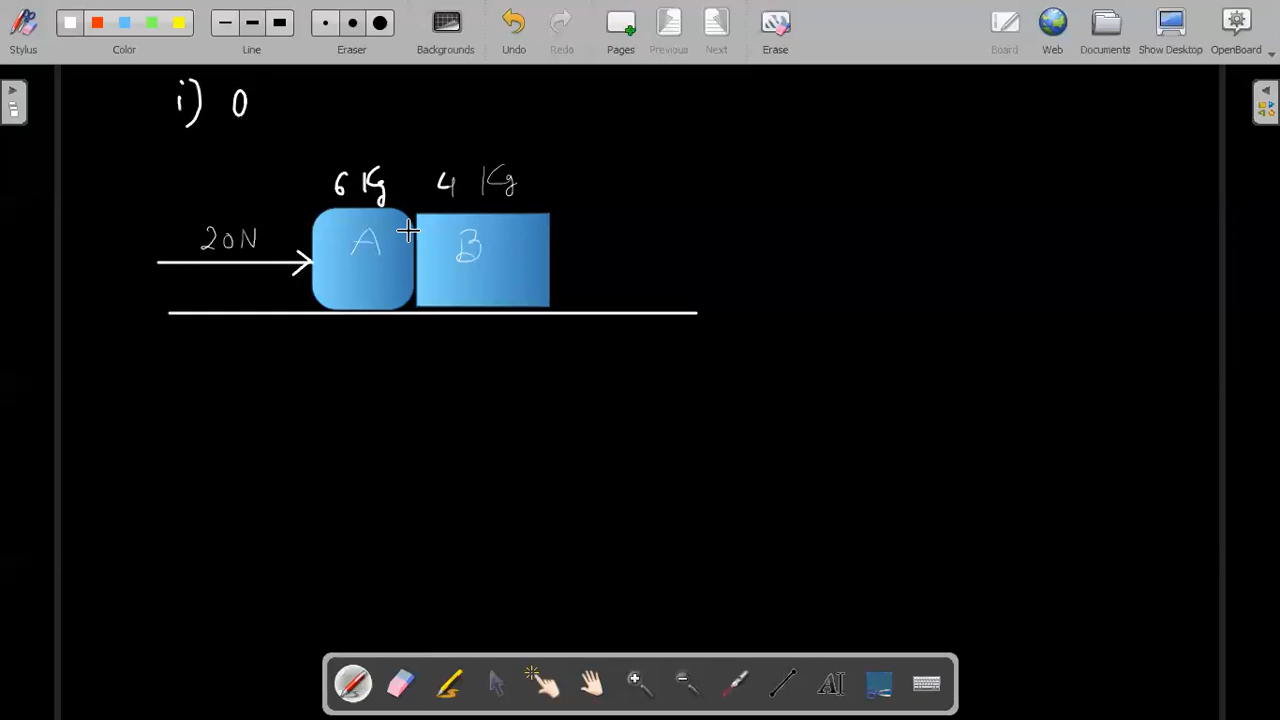 Stylus Color Line Eraser Backgrounds Undo Redo Pages Previous Next Erase Board Web Documents Show Desktop OpenBoard
i) 0
6 Kg 4 Kg
20N A B
AI